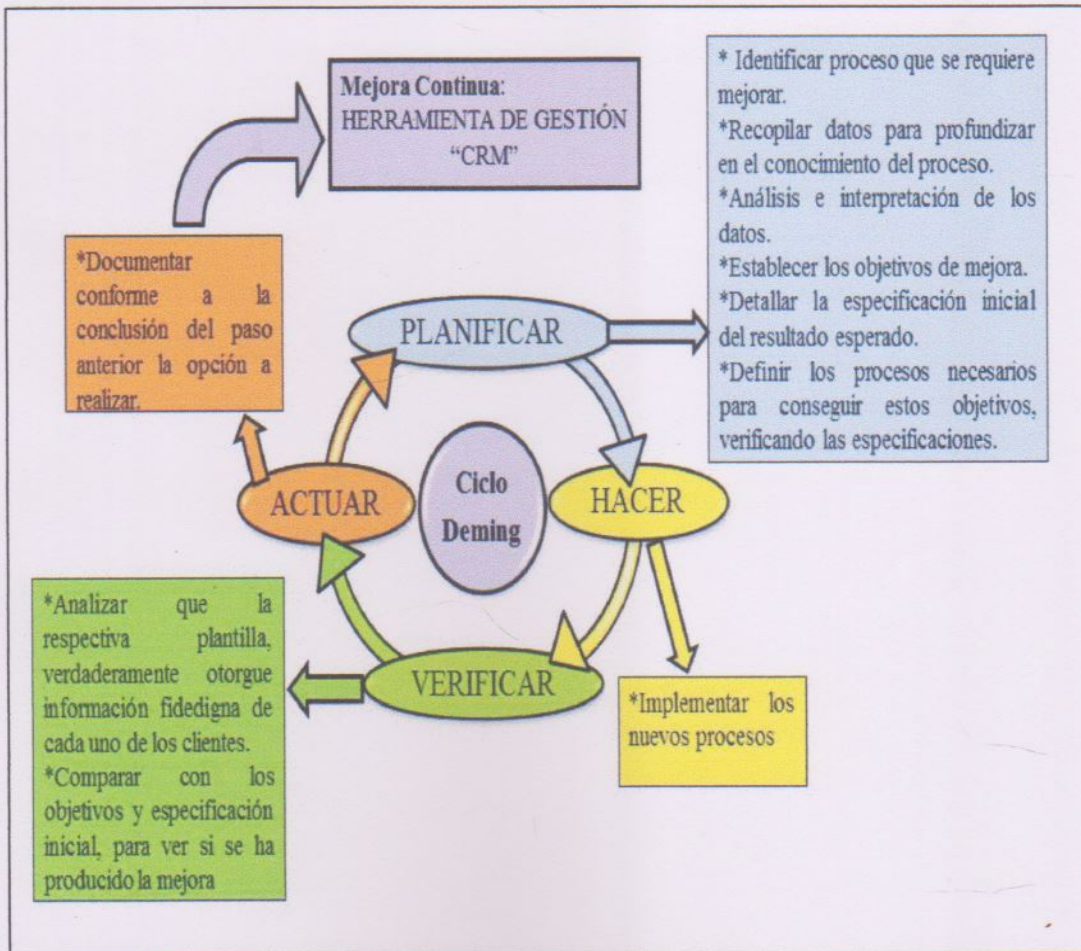 Mejora Continua:
HERRAMIENTA DE GESTIÓN
“CRM”
* Identificar proceso que se requiere
mejorar.
*Recopilar datos para profundizar
en el conocimiento del proceso.
*Análisis e interpretación de los
datos.
*Establecer los objetivos de mejora.
*Detallar la especificación inicial
del resultado esperado.
*Definir los procesos necesarios
para conseguir estos objetivos,
verificando las especificaciones.
*Documentar
conforme a la
conclusión del paso
anterior la opción a
realizar.
PLANIFICAR
ACTUAR
Ciclo
Deming
HACER
VERIFICAR
*Analizar que la
respectiva plantilla,
verdaderamente otorgue
información fidedigna de
cada uno de los clientes.
*Comparar con los
objetivos y especificación
inicial, para ver si se ha
producido la mejora
*Implementar los
nuevos procesos